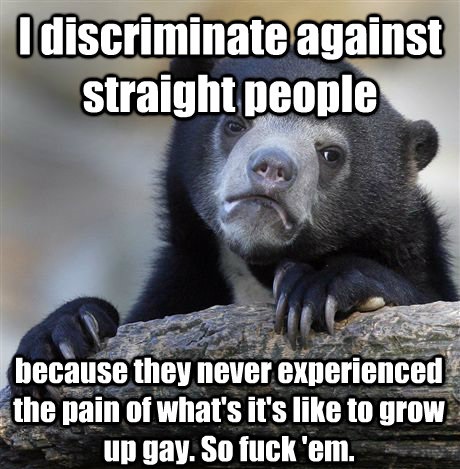 I discriminate against
straight people
because they never experienced
the pain of what's it's like to grow
up gay. So fuck 'em.